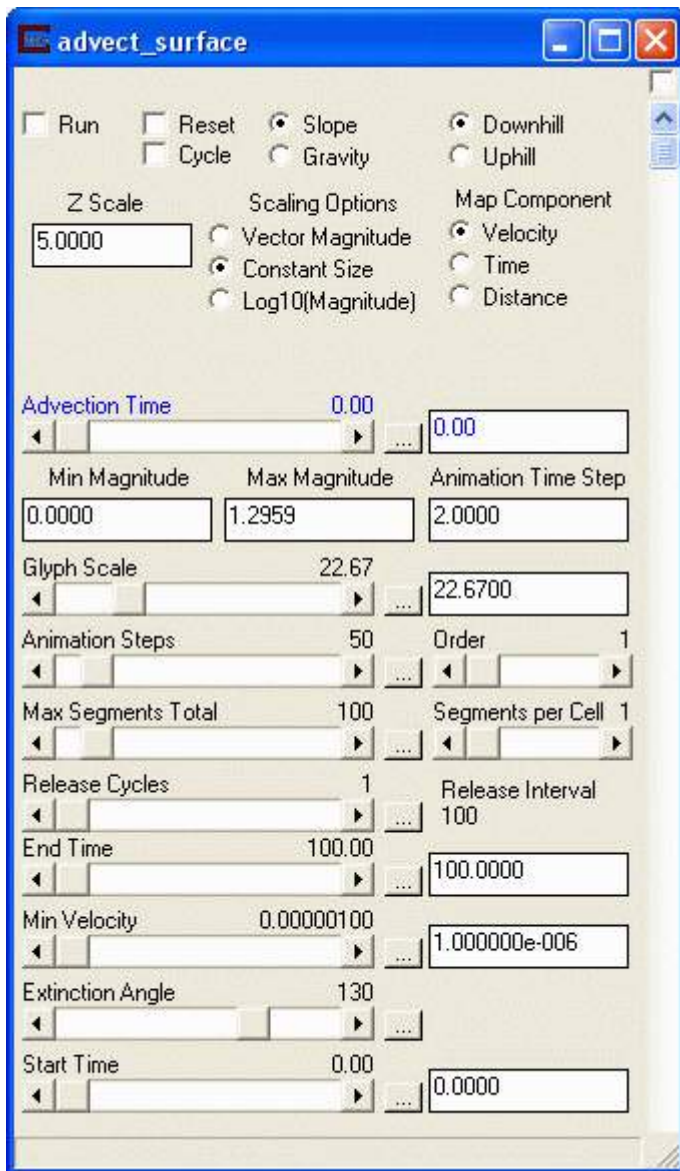 advect_surface
Run Reset Slope Downhill
Cycle Gravity Uphill
Z Scale Scaling Options Map Component
5.0000 Vector Magnitude Velocity
Constant Size Time
Log10(Magnitude) Distance
Advection Time 0.00
... 0.00
Min Magnitude Max Magnitude Animation Time Step
0.0000 1.2959 2.0000
Glyph Scale 22.67
... 22.6700
Animation Steps 50 Order 1
...
Max Segments Total 100 Segments per Cell 1
...
Release Cycles 1 Release Interval
... 100
End Time 100.00
... 100.0000
Min Velocity 0.00000100
... 1.000000e-006
Extinction Angle 130
...
Start Time 0.00
... 0.0000